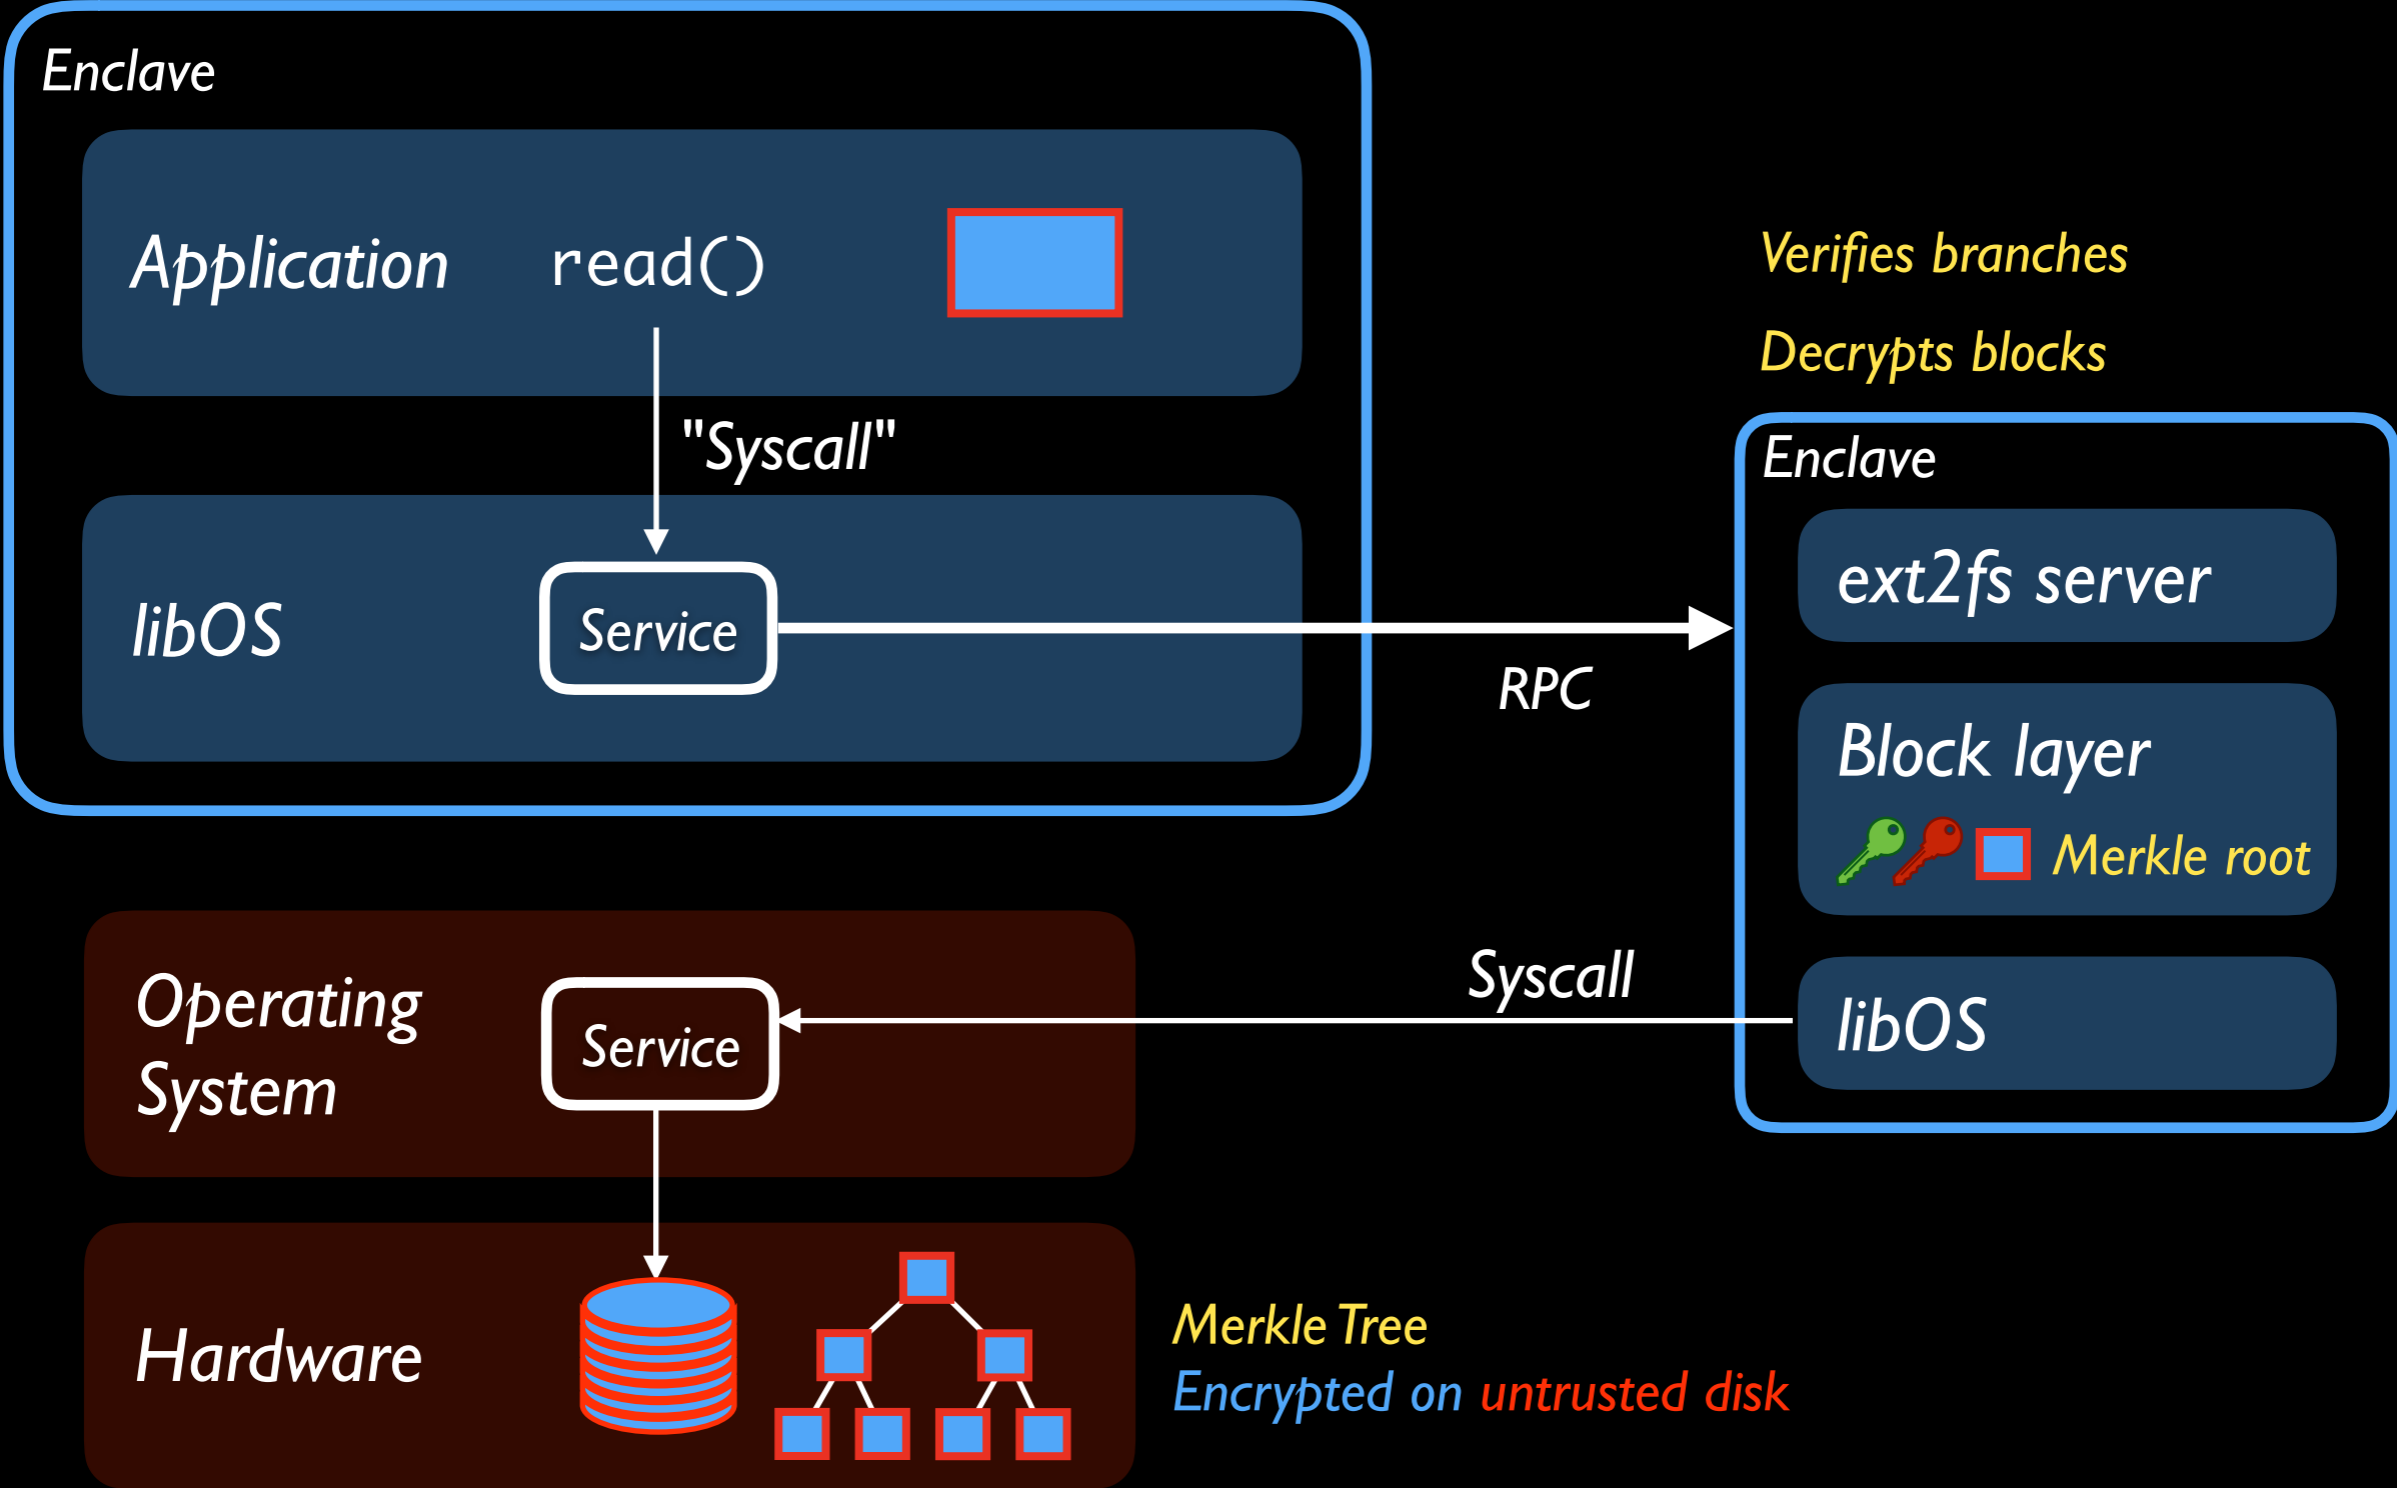 Enclave
Application
read()
"Syscall"
libOS
Service
RPC
Verifies branches
Decrypts blocks
Enclave
ext2fs server
Block layer
Merkle root
libOS
Syscall
Operating
System
Service
Hardware
Merkle Tree
Encrypted on untrusted disk